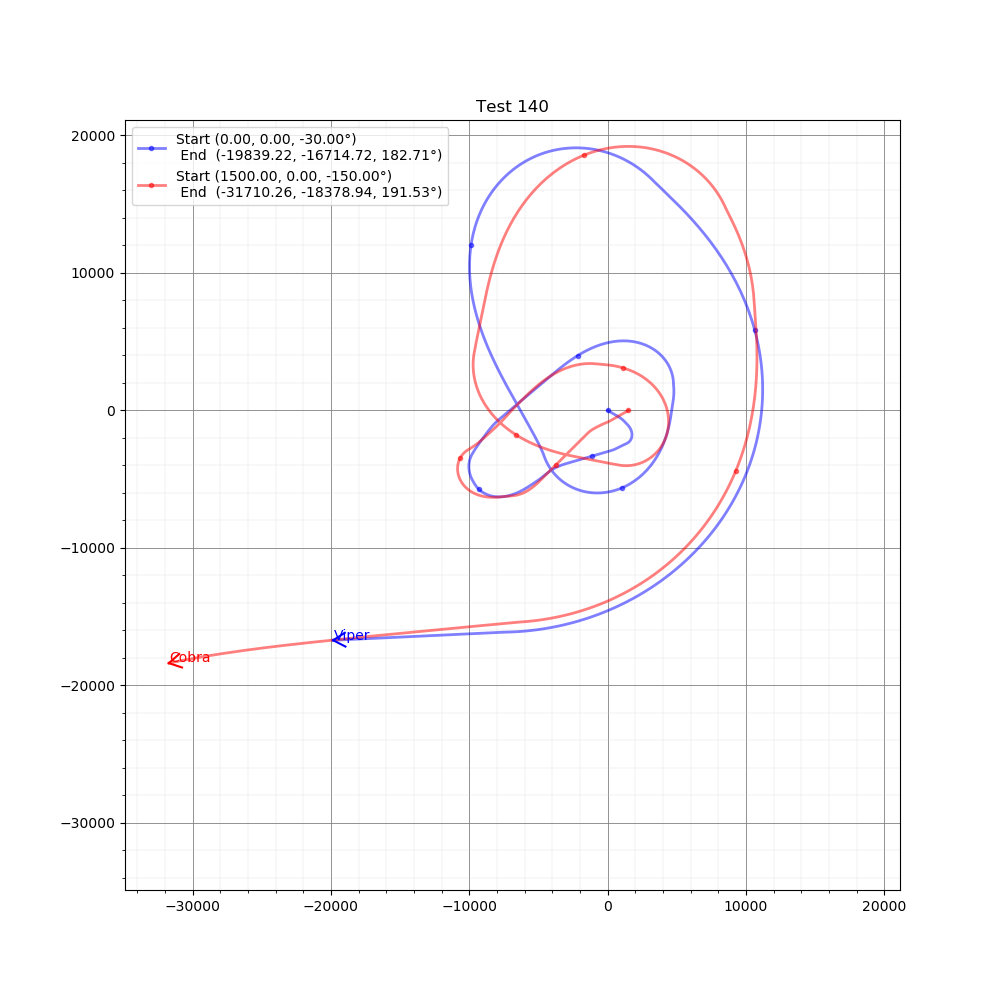 Test 140
Start (0.00, 0.00, -30.00°)
End (-19839.22, -16714.72, 182.71°)
Start (1500.00, 0.00, -150.00°)
End (-31710.26, -18378.94, 191.53°)
20000
10000
0
−10000
−20000
−30000
Viper
Cobra
−30000 −20000 −10000 0 10000 20000